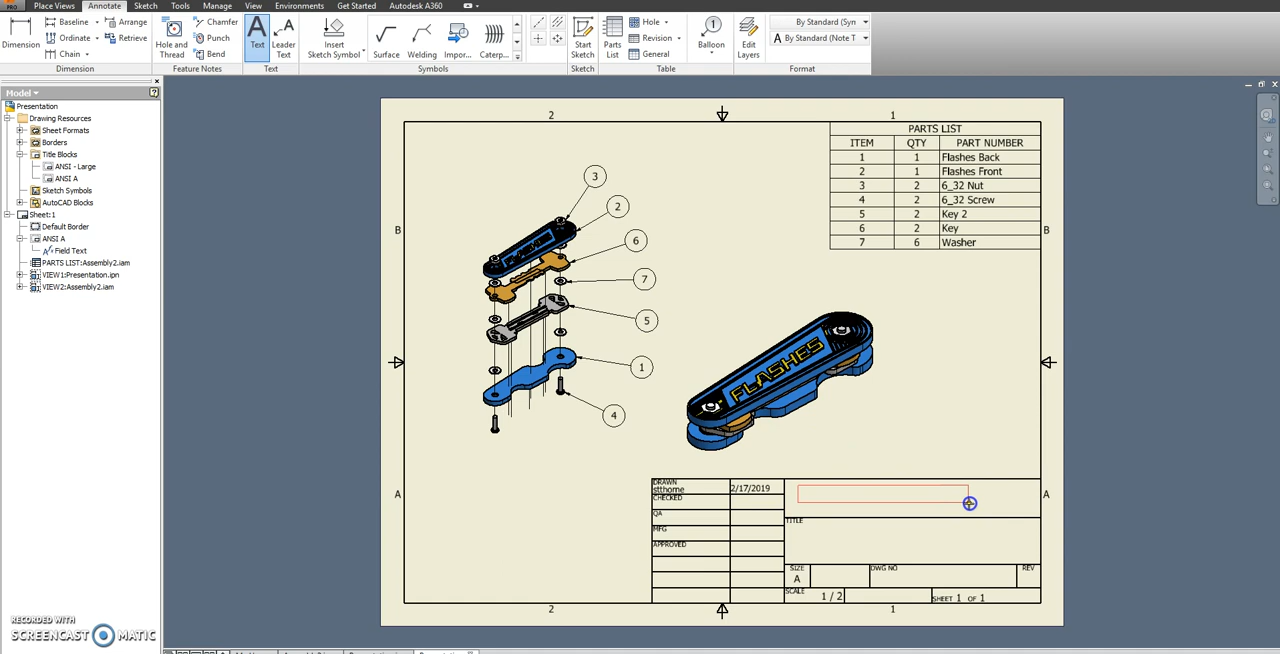 PRO Place Views Annotate Sketch Tools Manage View Environments Get Started Autodesk A360
Dimension
Baseline
Ordinate
Chain
Arrange
Retrieve
Dimension
Hole and Thread
Chamfer
Punch
Bend
Feature Notes
Text
Leader Text
Text
Insert Sketch Symbol
Surface
Welding
Impor...
Caterp...
Symbols
Start Sketch
Sketch
Parts List
Hole
Revision
General
Table
Balloon
Edit Layers
By Standard (Syn
By Standard (Note T
Format
Model
Presentation
Drawing Resources
Sheet Formats
Borders
Title Blocks
ANSI - Large
ANSI A
Sketch Symbols
AutoCAD Blocks
Sheet:1
Default Border
ANSI A
Field Text
PARTS LIST:Assembly2.iam
VIEW1:Presentation.ipn
VIEW2:Assembly2.iam
2 1
PARTS LIST
ITEM QTY PART NUMBER
1 1 Flashes Back
2 1 Flashes Front
3 2 6_32 Nut
4 2 6_32 Screw
5 2 Key 2
6 2 Key
7 6 Washer
B B
3
2
6
7
5
1
4
FLASHES
FLASHES
A A
DRAWN
stthome 2/17/2019
CHECKED
QA
MFG
APPROVED
TITLE
SIZE
A
DWG NO
REV
SCALE
1 / 2
SHEET 1 OF 1
2 1
RECORDED WITH
SCREENCAST MATIC